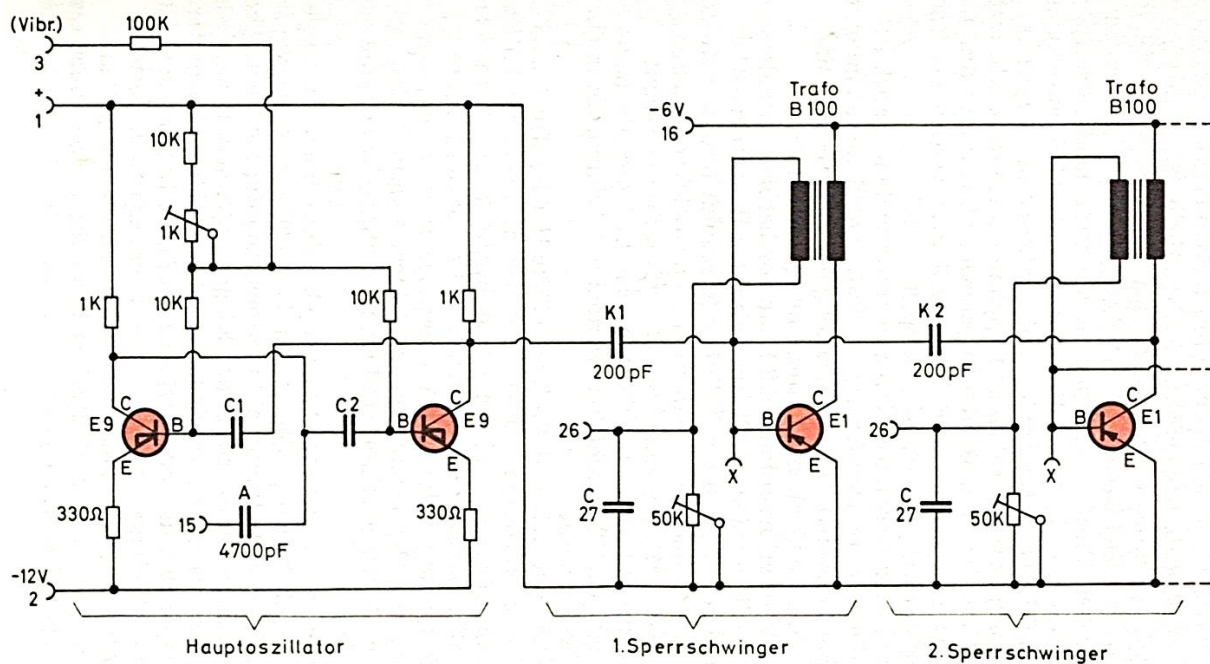 (Vibr.)
3
100K
+
1
10K
1K
10K
1K
10K
1K
C
E9
B
E
C1
C2
B
C
E9
E
330Ω
15
A
4700pF
330Ω
-12V
2
Hauptoszillator
-6V
16
Trafo
B100
K1
200pF
26
B
C
E1
E
X
C
27
50K
1.Sperrschwinger
Trafo
B100
K2
200pF
26
B
C
E1
E
X
C
27
50K
2.Sperrschwinger